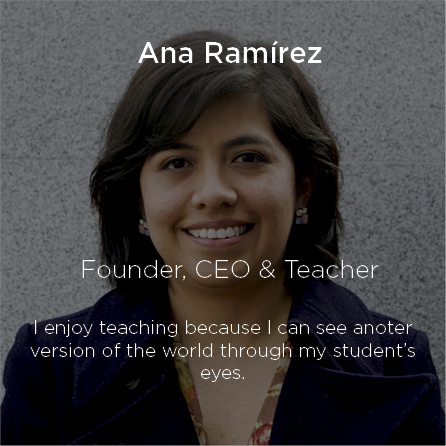 Ana Ramírez
Founder, CEO & Teacher
I enjoy teaching because I can see anoter
version of the world through my student's
eyes.